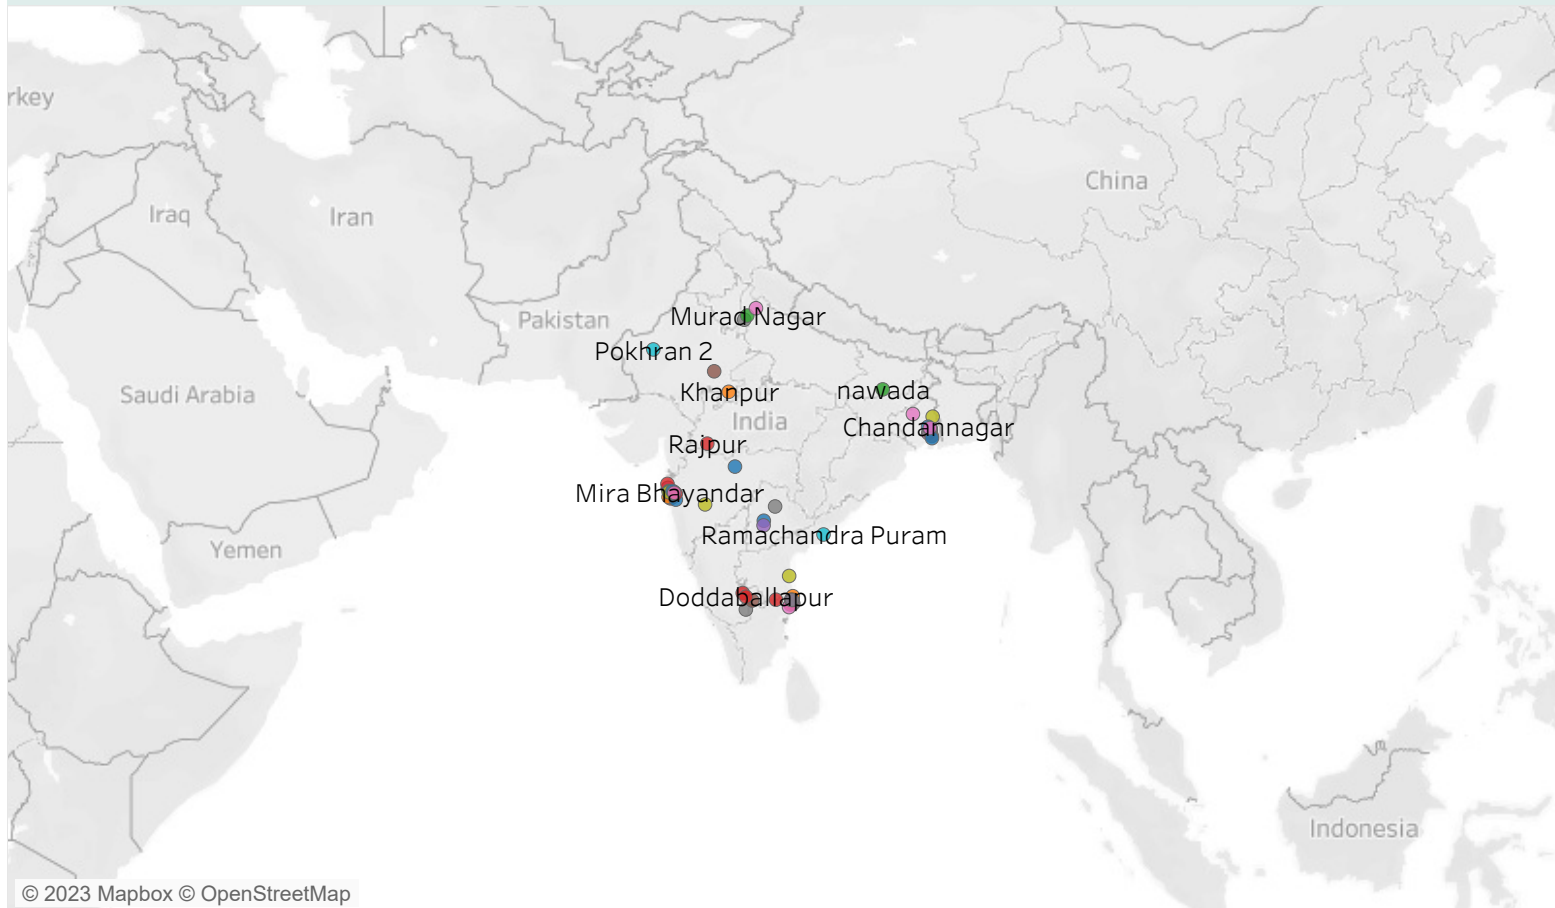 rkey
China
Iraq
Iran
Murad Nagar
Pakistan
Pokhran 2
Saudi Arabia
Khanpur
nawada
India
Chandannagar
Rajpur
Mira Bhayandar
Ramachandra Puram
Yemen
Doddaballapur
Indonesia
© 2023 Mapbox © OpenStreetMap